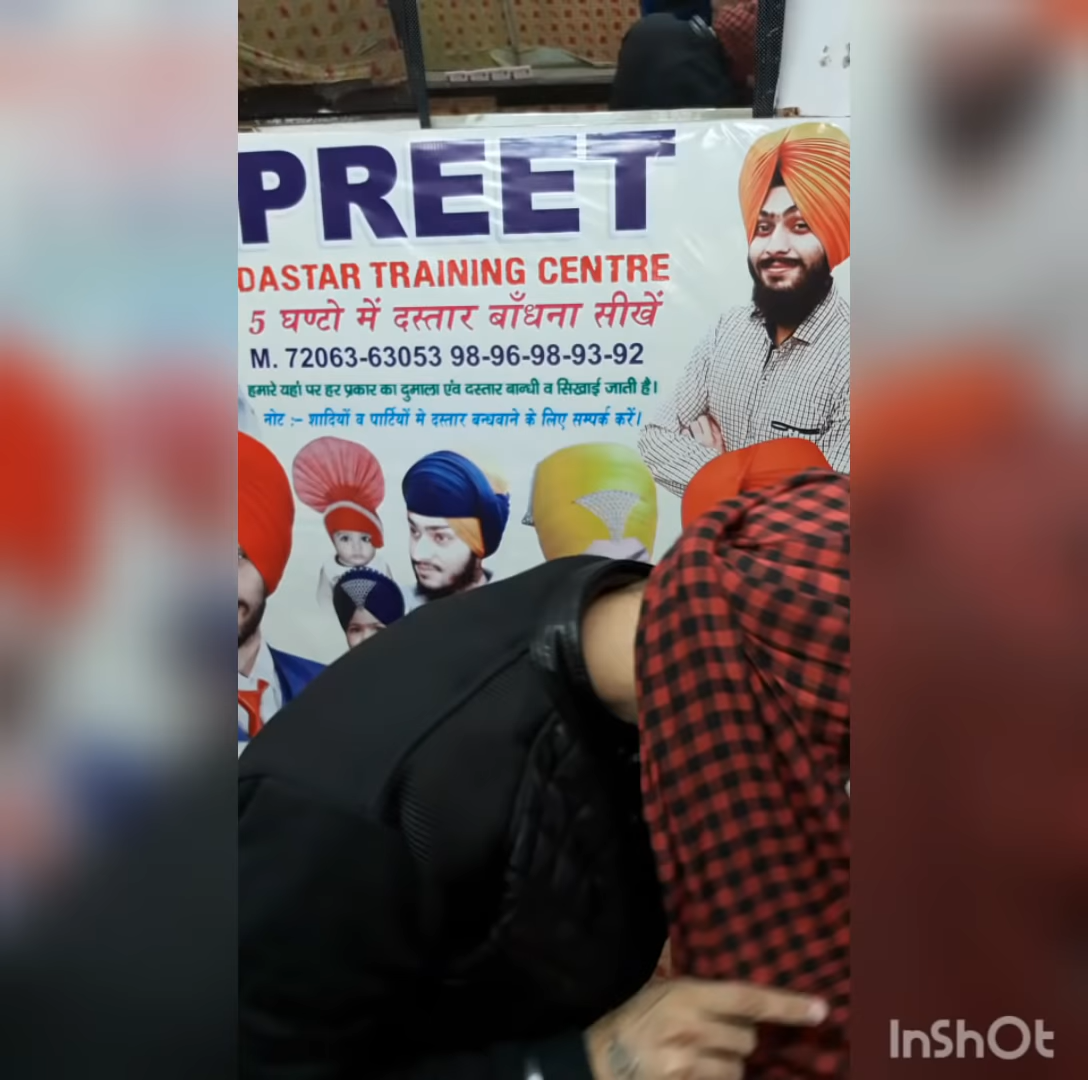 PREET
DASTAR TRAINING CENTRE
5 घण्टो में दस्तार बाँधना सीखें
M. 72063-63053 98-96-98-93-92
हमारे यहां पर हर प्रकार का दुमाला एंव दस्तार बान्धी व सिखाई जाती है।
नोट :- शादियों व पार्टियों मे दस्तार बन्धवाने के लिए सम्पर्क करें।
InShOt